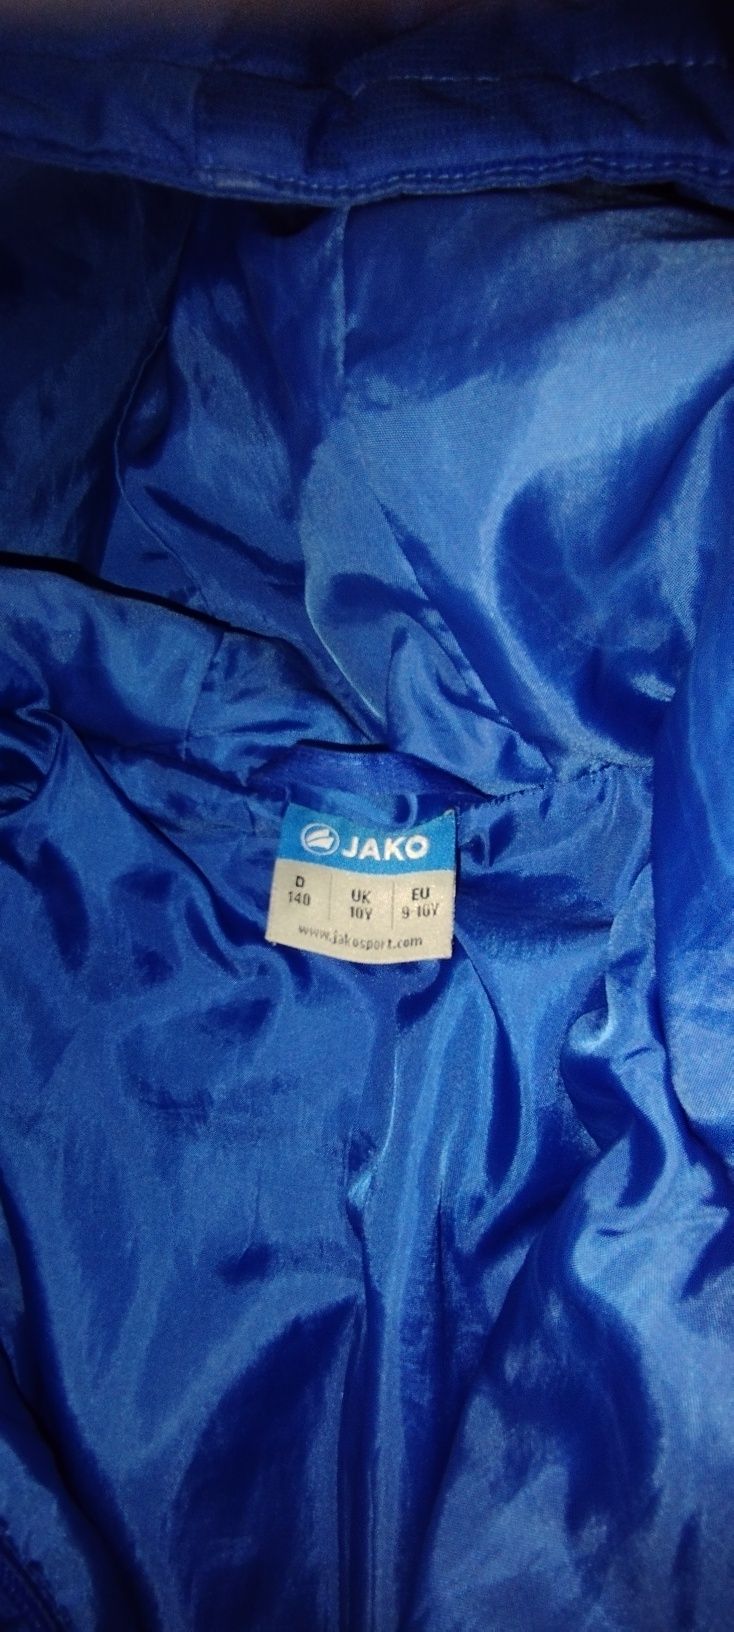 JAKO
D UK EU
140 10Y 9-10Y
www.jakosport.com